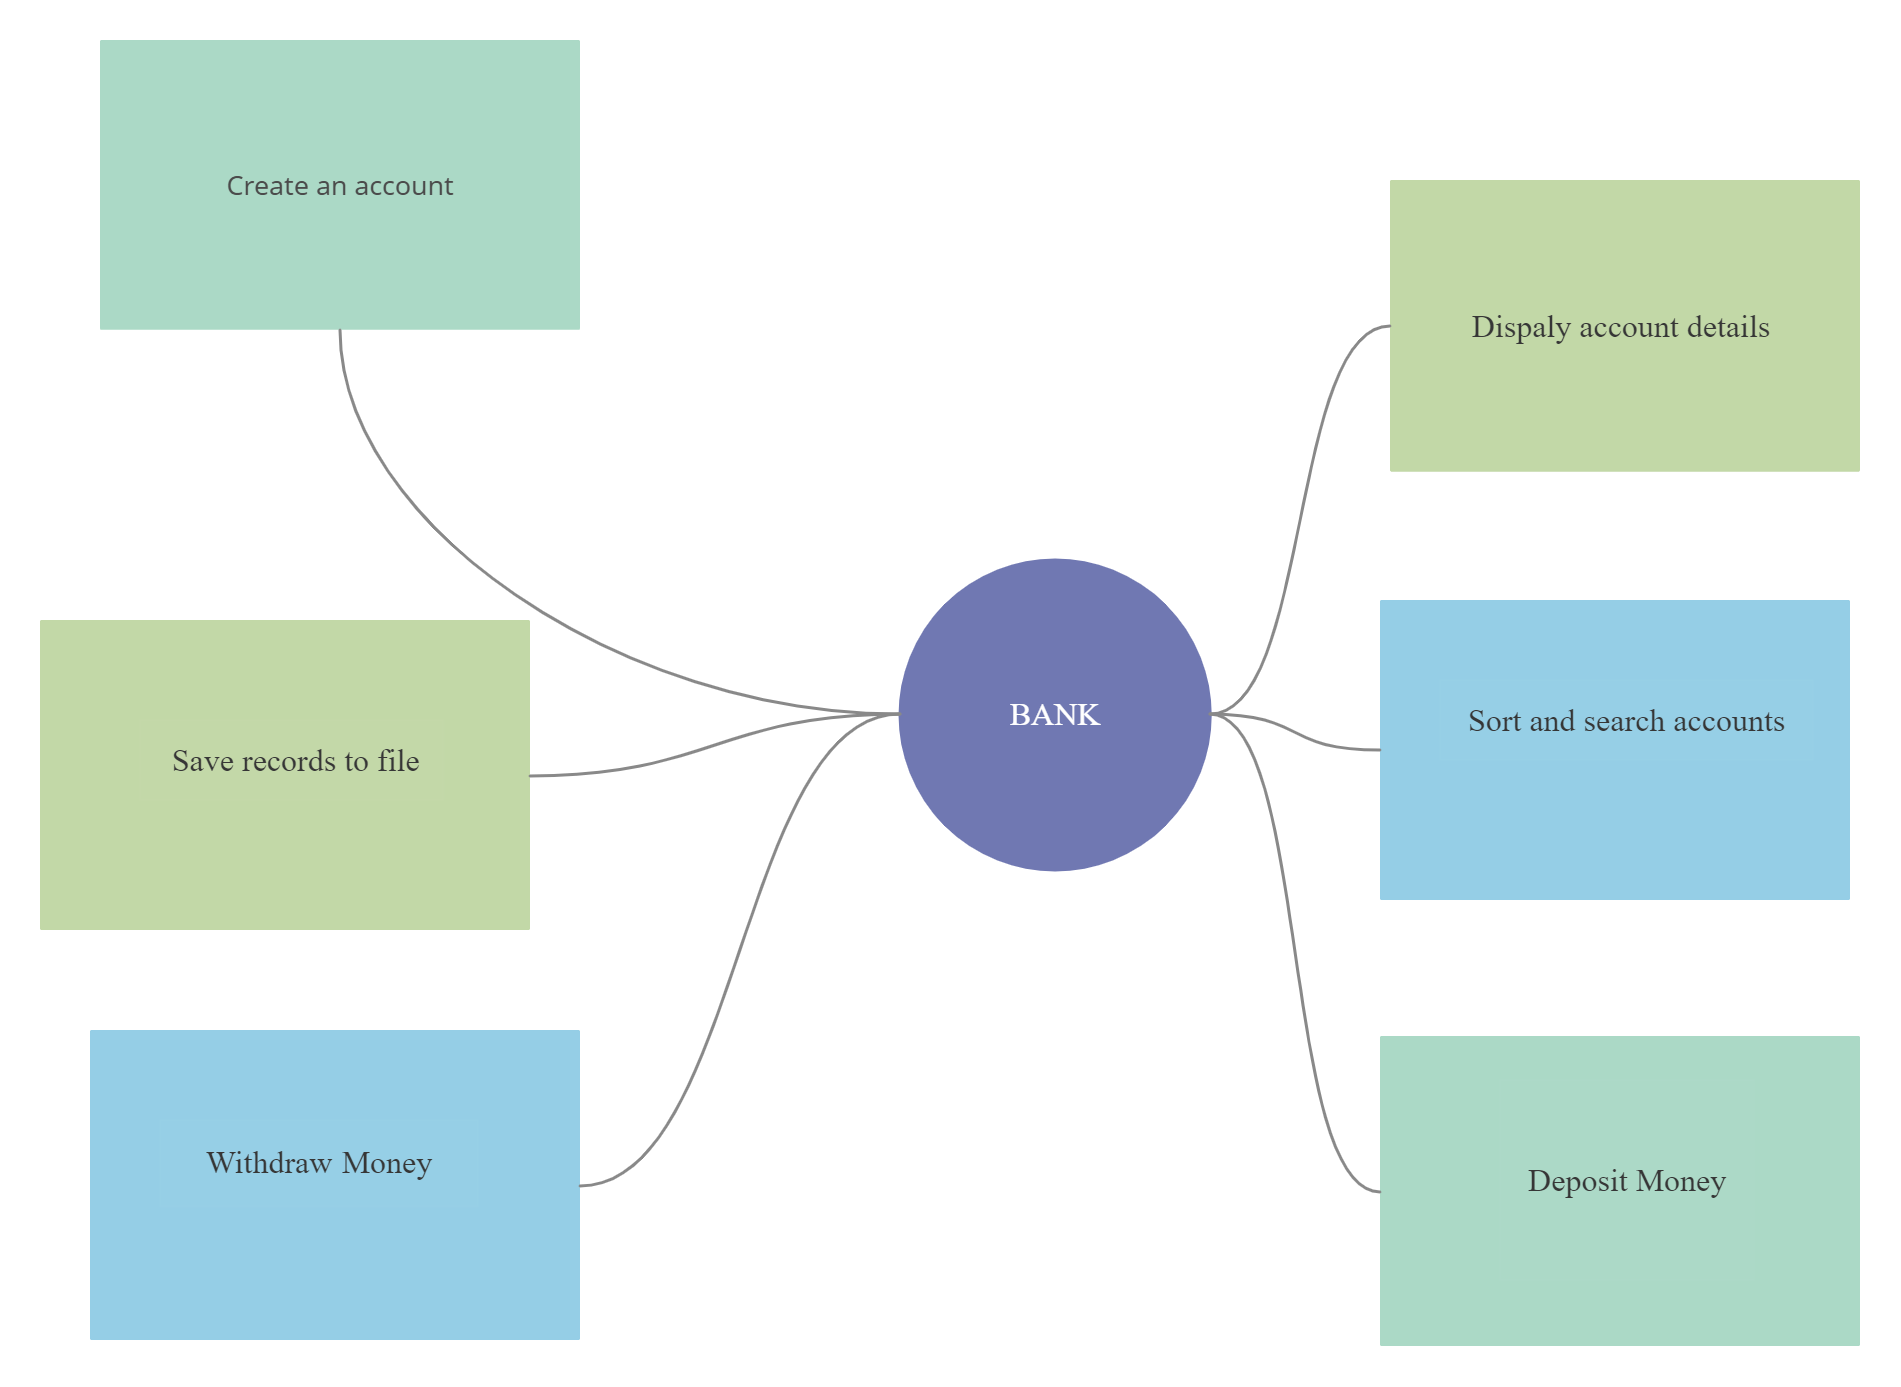 Create an account
Dispaly account details
BANK
Sort and search accounts
Save records to file
Withdraw Money
Deposit Money